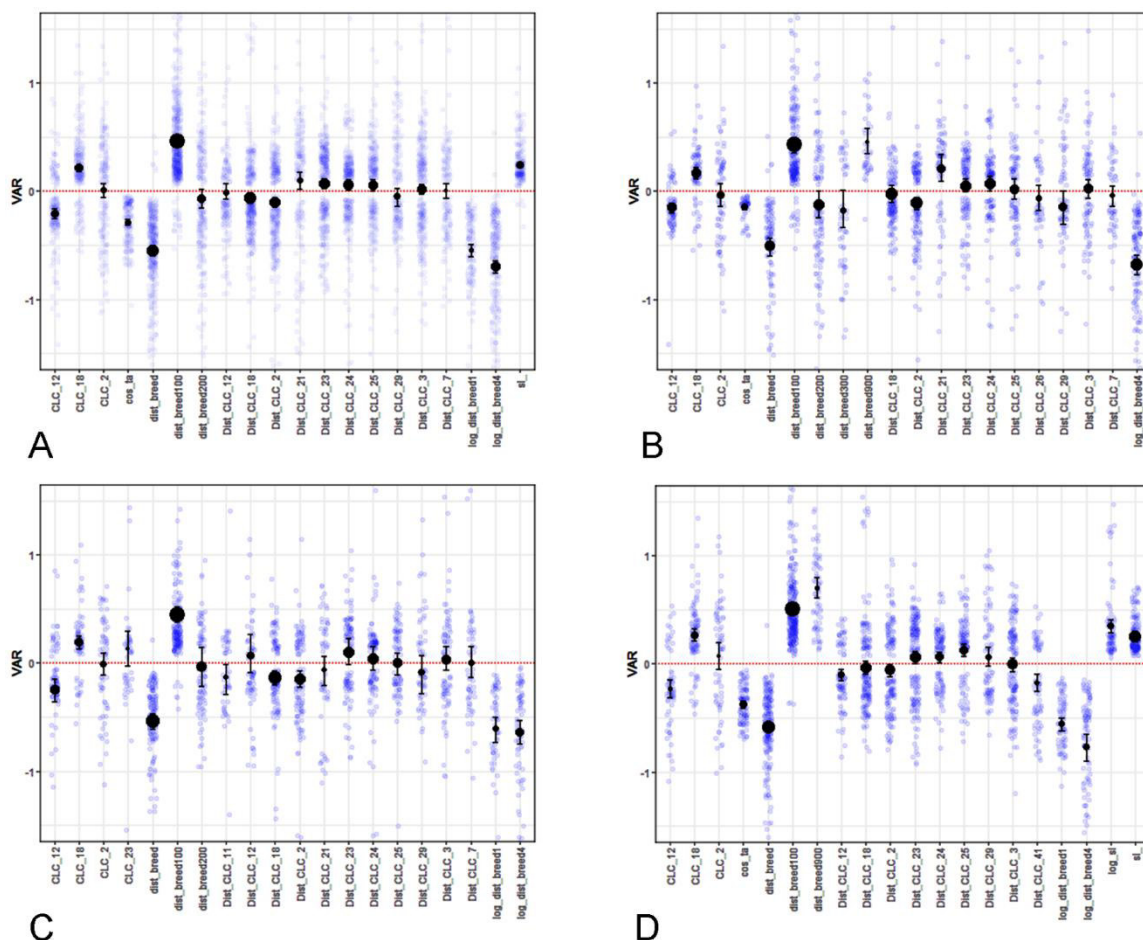 1
0
-1
VAR
CLC_12
CLC_18
CLC_2
cos_ta
dist_breed
dist_breed100
dist_breed200
Dist_CLC_12
Dist_CLC_18
Dist_CLC_2
Dist_CLC_21
Dist_CLC_23
Dist_CLC_24
Dist_CLC_25
Dist_CLC_29
Dist_CLC_3
Dist_CLC_7
log_dist_breed1
log_dist_breed4
sl_
A
1
0
-1
VAR
CLC_12
CLC_18
CLC_2
cos_ta
dist_breed
dist_breed100
dist_breed200
dist_breed300
dist_breed900
Dist_CLC_18
Dist_CLC_2
Dist_CLC_21
Dist_CLC_23
Dist_CLC_24
Dist_CLC_25
Dist_CLC_26
Dist_CLC_29
Dist_CLC_3
Dist_CLC_7
log_dist_breed4
B
1
0
-1
VAR
CLC_12
CLC_18
CLC_2
CLC_23
dist_breed
dist_breed100
dist_breed200
Dist_CLC_11
Dist_CLC_12
Dist_CLC_18
Dist_CLC_2
Dist_CLC_21
Dist_CLC_23
Dist_CLC_24
Dist_CLC_25
Dist_CLC_29
Dist_CLC_3
Dist_CLC_7
log_dist_breed1
log_dist_breed4
C
1
0
-1
VAR
CLC_12
CLC_18
CLC_2
cos_ta
dist_breed
dist_breed100
dist_breed900
Dist_CLC_12
Dist_CLC_18
Dist_CLC_2
Dist_CLC_23
Dist_CLC_24
Dist_CLC_25
Dist_CLC_29
Dist_CLC_3
Dist_CLC_41
log_dist_breed1
log_dist_breed4
log_sl
sl_
D